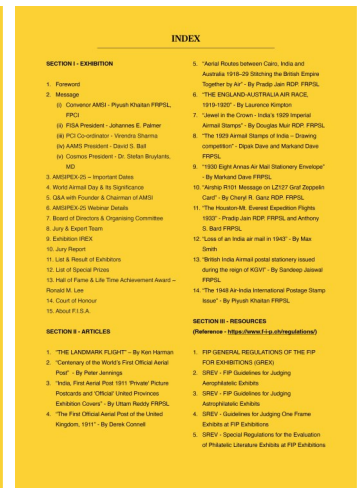 INDEX
SECTION I - EXHIBITION
1. Foreword
2. Message
(i) Convenor AMSI - Piyush Khaitan FRPSL,
FPCI
(ii) FISA President - Johannes E. Palmer
(iii) PCI Co-ordinator - Virendra Sharma
(iv) AAMS President - David S. Ball
(v) Cosmos President - Dr. Stefan Bruylants,
MD
3. AMSIPEX-25 – Important Dates
4. World Airmail Day & Its Significance
5. Q&A with Founder & Chairman of AMSI
6. AMSIPEX-25 Webinar Details
7. Board of Directors & Organising Committee
8. Jury & Expert Team
9. Exhibition IREX
10. Jury Report
11. List & Result of Exhibitors
12. List of Special Prizes
13. Hall of Fame & Life Time Achievement Award –
Ronald M. Lee
14. Court of Honour
15. About F.I.S.A.
SECTION II - ARTICLES
1. "THE LANDMARK FLIGHT" – By Ken Harman
2. "Centenary of the World's First Official Aerial
Post" - By Peter Jennings
3. "India, First Aerial Post 1911 'Private' Picture
Postcards and 'Official' United Provinces
Exhibition Covers" - By Uttam Reddy FRPSL
4. "The First Official Aerial Post of the United
Kingdom, 1911" - By Derek Connell
5. "Aerial Routes between Cairo, India and
Australia 1918–29 Stitching the British Empire
Together by Air" - By Pradip Jain RDP. FRPSL
6. "THE ENGLAND-AUSTRALIA AIR RACE,
1919-1920" - By Laurence Kimpton
7. "Jewel in the Crown - India's 1929 Imperial
Airmail Stamps" - By Douglas Muir RDP. FRPSL
8. "The 1929 Airmail Stamps of India – Drawing
competition" - Dipak Dave and Markand Dave
FRPSL
9. "1930 Eight Annas Air Mail Stationery Envelope"
- By Markand Dave FRPSL
10. "Airship R101 Message on LZ127 Graf Zeppelin
Card" - By Cheryl R. Ganz RDP. FRPSL
11. "The Houston-Mt. Everest Expedition Flights
1933" - Pradip Jain RDP. FRPSL and Anthony
S. Bard FRPSL
12. "Loss of an India air mail in 1943" - By Max
Smith
13. "British India Airmail postal stationery issued
during the reign of KGVI" - By Sandeep Jaiswal
FRPSL
14. "The 1948 Air-India International Postage Stamp
Issue" - By Piyush Khaitan FRPSL
SECTION III - RESOURCES
(Reference - https://www.f-i-p.ch/regulations/)
1. FIP GENERAL REGULATIONS OF THE FIP
FOR EXHIBITIONS (GREX)
2. SREV - FIP Guidelines for Judging
Aerophilatelic Exhibits
3. SREV - FIP Guidelines for Judging
Astrophilatelic Exhibits
4. SREV - Guidelines for Judging One Frame
Exhibits at FIP Exhibitions
5. SREV - Special Regulations for the Evaluation
of Philatelic Literature Exhibits at FIP Exhibitions